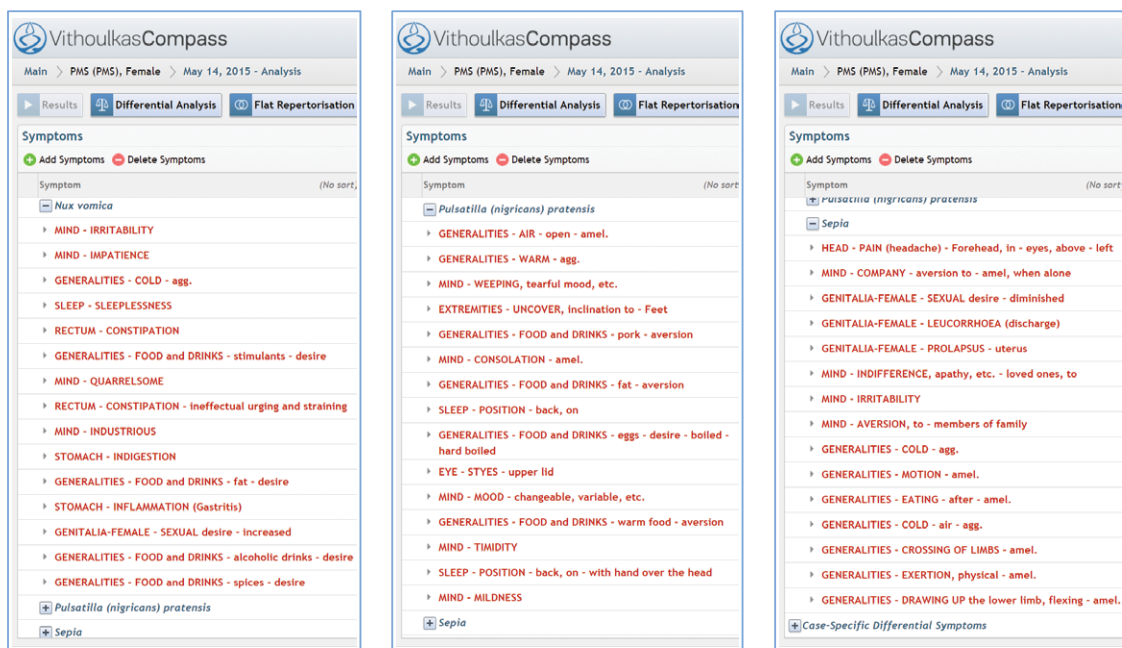 VithoulkasCompass
Main > PMS (PMS), Female > May 14, 2015 - Analysis
Results Differential Analysis Flat Repertorisation
Symptoms
Add Symptoms Delete Symptoms
Symptom (No sort)
Nux vomica
MIND - IRRITABILITY
MIND - IMPATIENCE
GENERALITIES - COLD - agg.
SLEEP - SLEEPLESSNESS
RECTUM - CONSTIPATION
GENERALITIES - FOOD and DRINKS - stimulants - desire
MIND - QUARRELSOME
RECTUM - CONSTIPATION - ineffectual urging and straining
MIND - INDUSTRIOUS
STOMACH - INDIGESTION
GENERALITIES - FOOD and DRINKS - fat - desire
STOMACH - INFLAMMATION (Gastritis)
GENITALIA-FEMALE - SEXUAL desire - increased
GENERALITIES - FOOD and DRINKS - alcoholic drinks - desire
GENERALITIES - FOOD and DRINKS - spices - desire
Pulsatilla (nigricans) pratensis
Sepia
VithoulkasCompass
Main > PMS (PMS), Female > May 14, 2015 - Analysis
Results Differential Analysis Flat Repertorisation
Symptoms
Add Symptoms Delete Symptoms
Symptom (No sort
Pulsatilla (nigricans) pratensis
GENERALITIES - AIR - open - amel.
GENERALITIES - WARM - agg.
MIND - WEEPING, tearful mood, etc.
EXTREMITIES - UNCOVER, inclination to - Feet
GENERALITIES - FOOD and DRINKS - pork - aversion
MIND - CONSOLATION - amel.
GENERALITIES - FOOD and DRINKS - fat - aversion
SLEEP - POSITION - back, on
GENERALITIES - FOOD and DRINKS - eggs - desire - boiled -
hard boiled
EYE - STYES - upper lid
MIND - MOOD - changeable, variable, etc.
GENERALITIES - FOOD and DRINKS - warm food - aversion
MIND - TIMIDITY
SLEEP - POSITION - back, on - with hand over the head
MIND - MILDNESS
Sepia
VithoulkasCompass
Main > PMS (PMS), Female > May 14, 2015 - Analysis
Results Differential Analysis Flat Repertorisation
Symptoms
Add Symptoms Delete Symptoms
Symptom (No sort
Pulsatilla (nigricans) pratensis
Sepia
HEAD - PAIN (headache) - Forehead, in - eyes, above - left
MIND - COMPANY - aversion to - amel, when alone
GENITALIA-FEMALE - SEXUAL desire - diminished
GENITALIA-FEMALE - LEUCORRHOEA (discharge)
GENITALIA-FEMALE - PROLAPSUS - uterus
MIND - INDIFFERENCE, apathy, etc. - loved ones, to
MIND - IRRITABILITY
MIND - AVERSION, to - members of family
GENERALITIES - COLD - agg.
GENERALITIES - MOTION - amel.
GENERALITIES - EATING - after - amel.
GENERALITIES - COLD - air - agg.
GENERALITIES - CROSSING OF LIMBS - amel.
GENERALITIES - EXERTION, physical - amel.
GENERALITIES - DRAWING UP the lower limb, flexing - amel.
Case-Specific Differential Symptoms